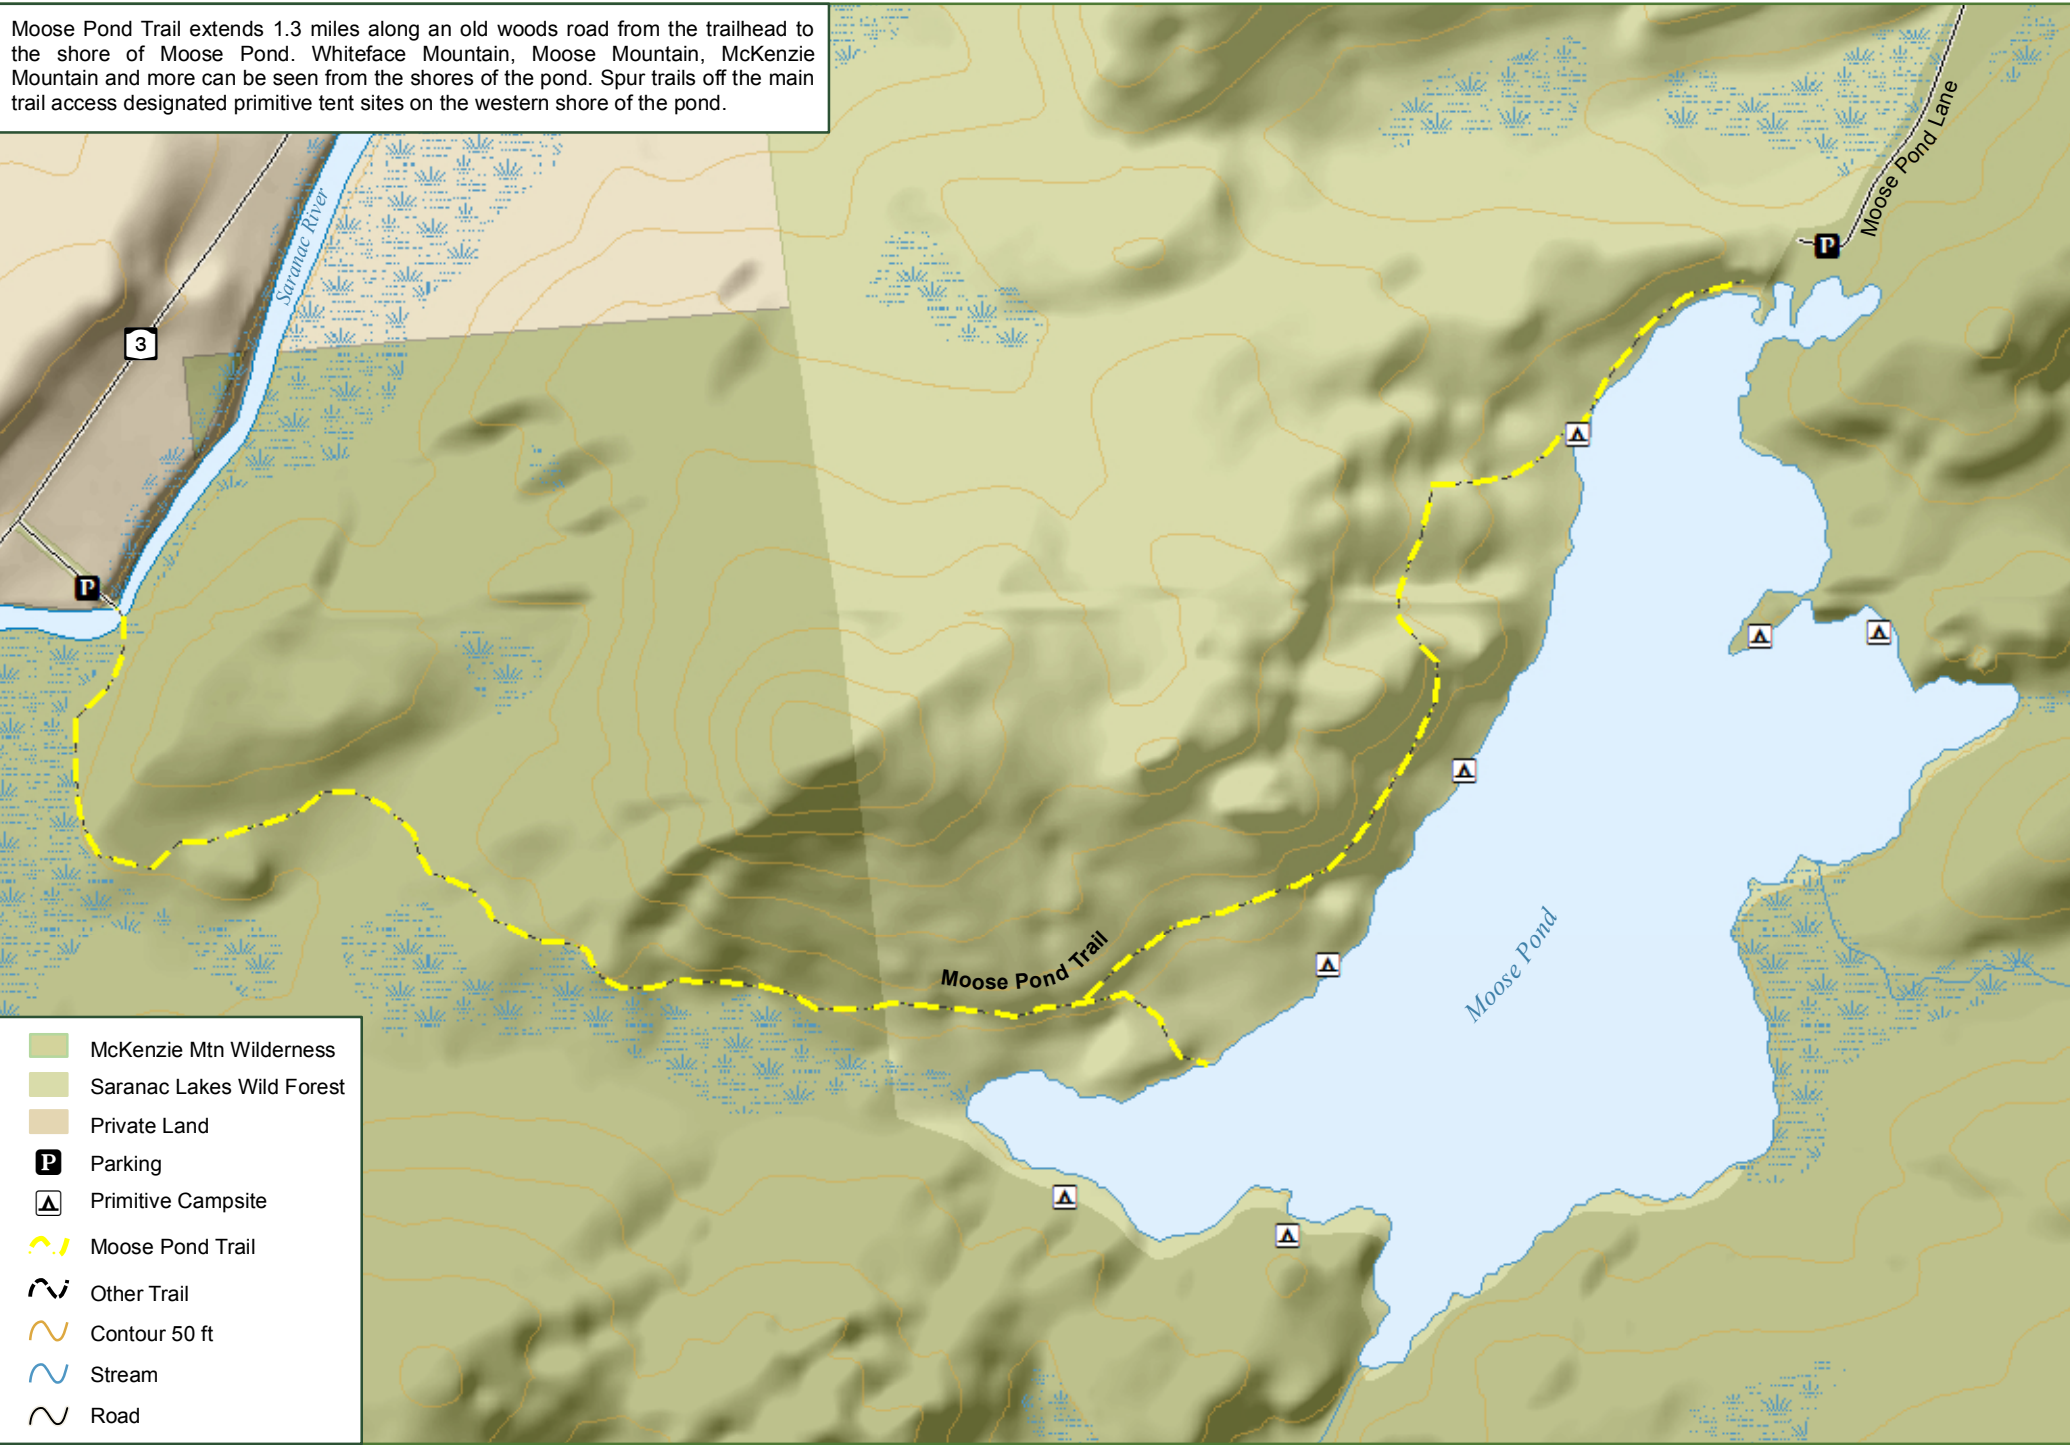 Moose Pond Trail extends 1.3 miles along an old woods road from the trailhead to
the shore of Moose Pond. Whiteface Mountain, Moose Mountain, McKenzie
Mountain and more can be seen from the shores of the pond. Spur trails off the main
trail access designated primitive tent sites on the western shore of the pond.
Moose Pond Lane
Saranac River
P
3
P
Moose Pond Trail
Moose Pond
McKenzie Mtn Wilderness
Saranac Lakes Wild Forest
Private Land
P Parking
Primitive Campsite
Moose Pond Trail
Other Trail
Contour 50 ft
Stream
Road